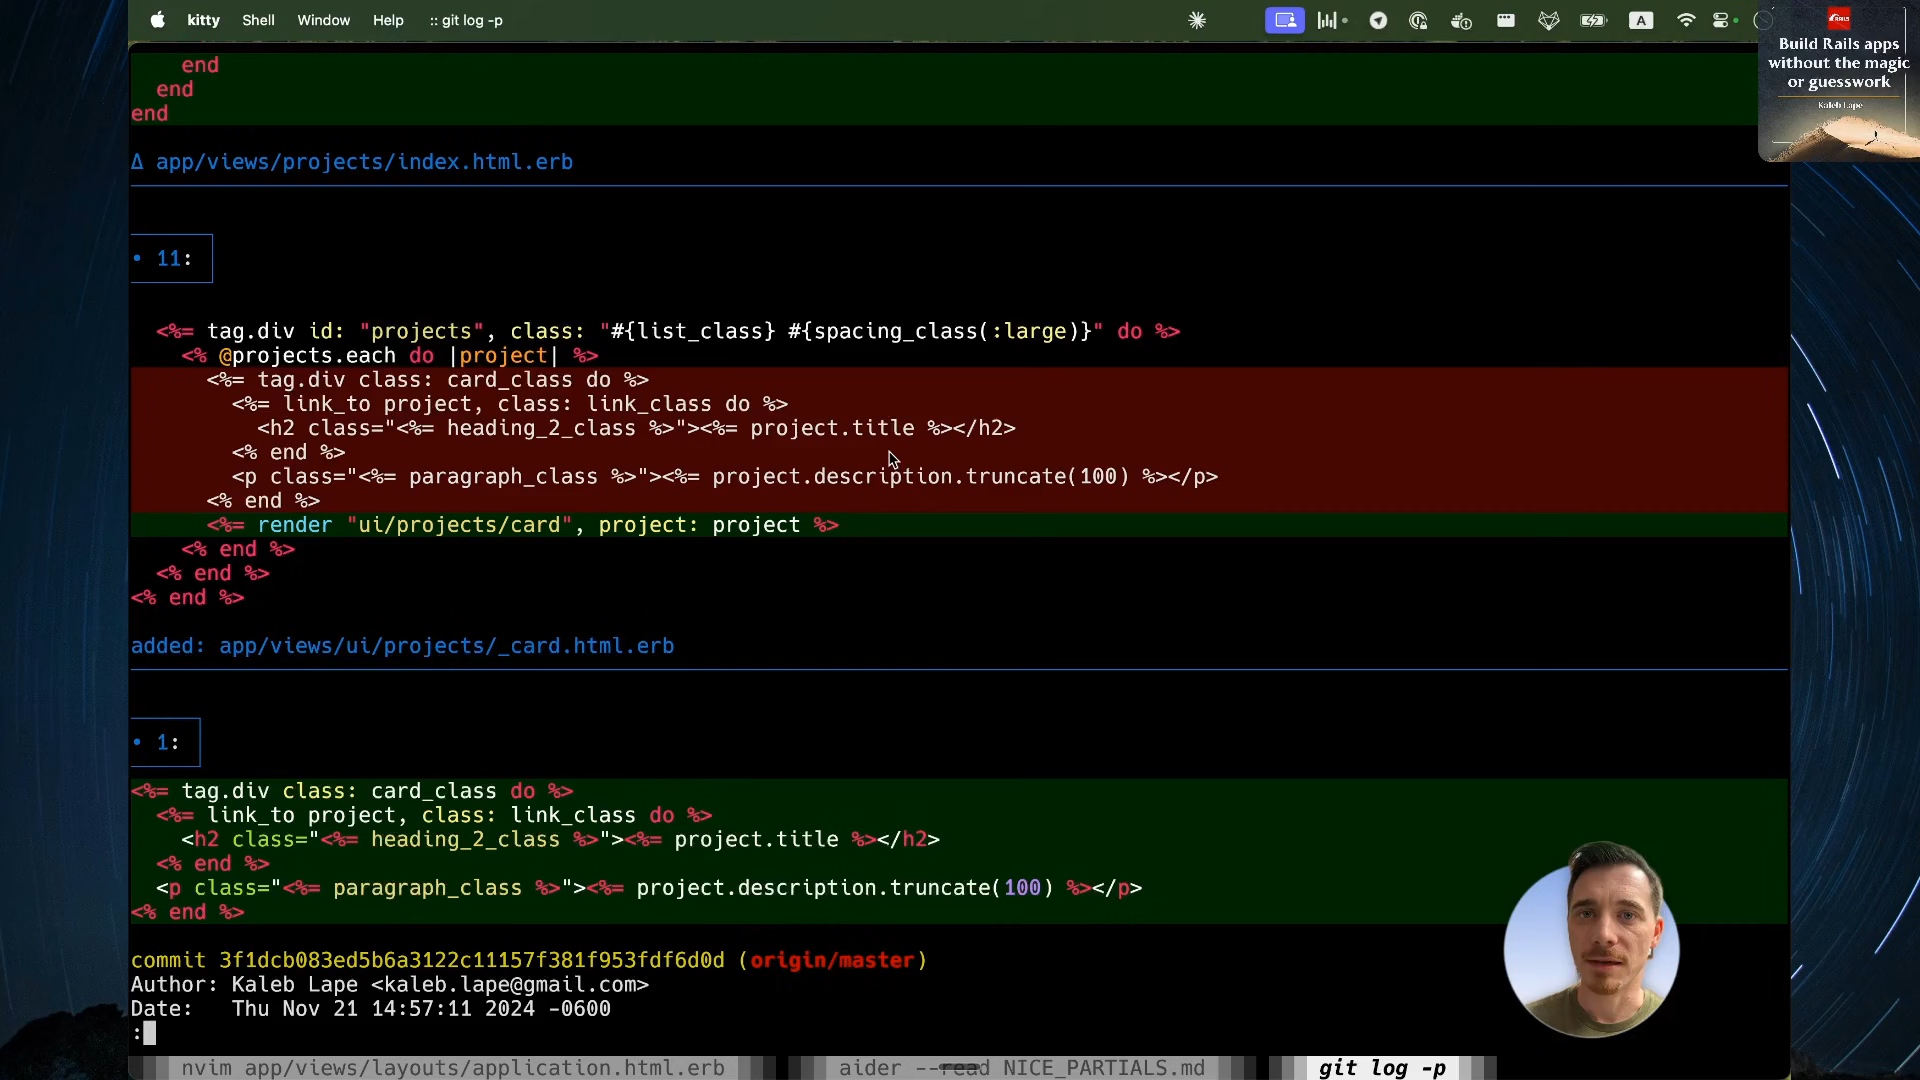 kitty Shell Window Help :: git log -p
A
RAILS
Build Rails apps
without the magic
or guesswork
Kaleb Lape
end
end
end
Δ app/views/projects/index.html.erb
• 11:
<%= tag.div id: "projects", class: "#{list_class} #{spacing_class(:large)}" do %>
<% @projects.each do |project| %>
<%= tag.div class: card_class do %>
<%= link_to project, class: link_class do %>
<h2 class="<%= heading_2_class %>"><%= project.title %></h2>
<% end %>
<p class="<%= paragraph_class %>"><%= project.description.truncate(100) %></p>
<% end %>
<%= render "ui/projects/card", project: project %>
<% end %>
<% end %>
<% end %>
added: app/views/ui/projects/_card.html.erb
• 1:
<%= tag.div class: card_class do %>
<%= link_to project, class: link_class do %>
<h2 class="<%= heading_2_class %>"><%= project.title %></h2>
<% end %>
<p class="<%= paragraph_class %>"><%= project.description.truncate(100) %></p>
<% end %>
commit 3f1dcb083ed5b6a3122c11157f381f953fdf6d0d (origin/master)
Author: Kaleb Lape <kaleb.lape@gmail.com>
Date: Thu Nov 21 14:57:11 2024 -0600
:
nvim app/views/layouts/application.html.erb aider --read NICE_PARTIALS.md git log -p